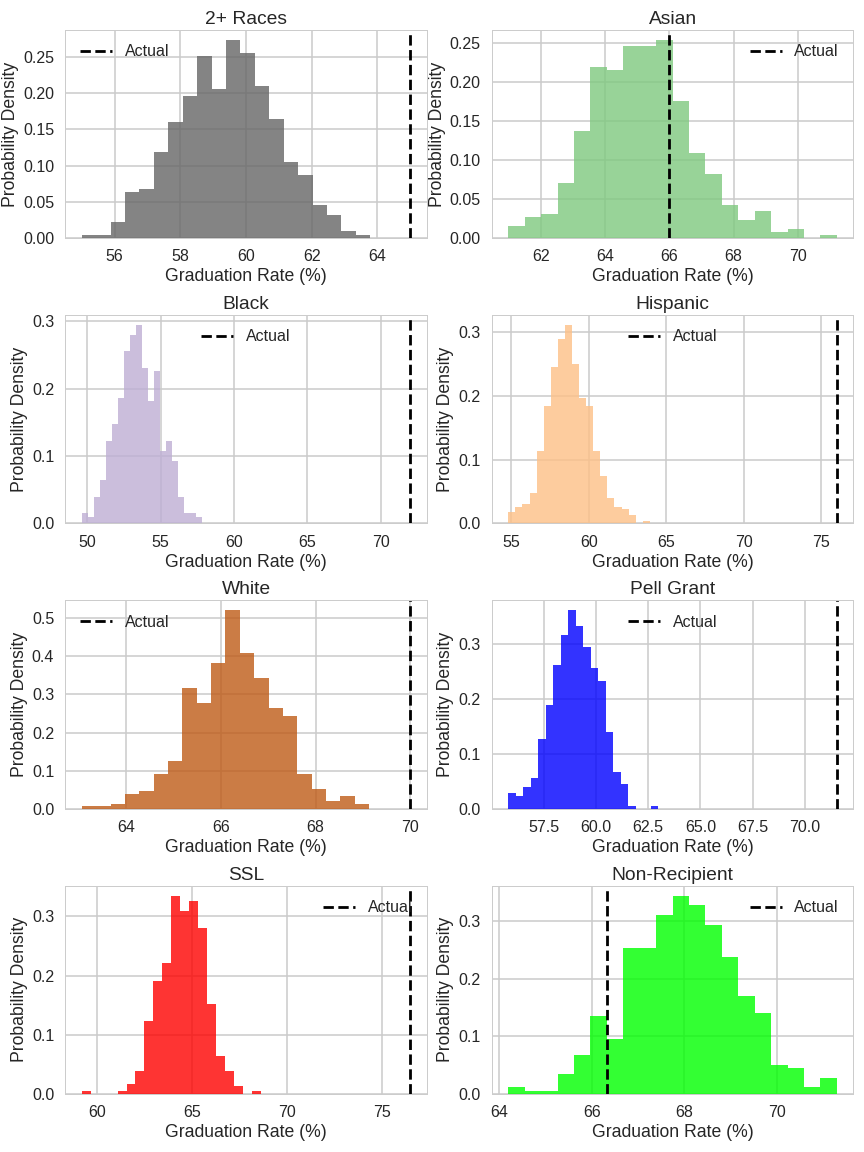 2+ Races
Probability Density
0.25
0.20
0.15
0.10
0.05
0.00
Actual
56
58
60
62
64
Graduation Rate (%)
Asian
Probability Density
0.25
0.20
0.15
0.10
0.05
0.00
Actual
62
64
66
68
70
Graduation Rate (%)
Black
Probability Density
0.3
0.2
0.1
0.0
Actual
50
55
60
65
70
Graduation Rate (%)
Hispanic
Probability Density
0.3
0.2
0.1
0.0
Actual
55
60
65
70
75
Graduation Rate (%)
White
Probability Density
0.5
0.4
0.3
0.2
0.1
0.0
Actual
64
66
68
70
Graduation Rate (%)
Pell Grant
Probability Density
0.3
0.2
0.1
0.0
Actual
57.5
60.0
62.5
65.0
67.5
70.0
Graduation Rate (%)
SSL
Probability Density
0.3
0.2
0.1
0.0
Actual
60
65
70
75
Graduation Rate (%)
Non-Recipient
Probability Density
0.3
0.2
0.1
0.0
Actual
64
66
68
70
Graduation Rate (%)